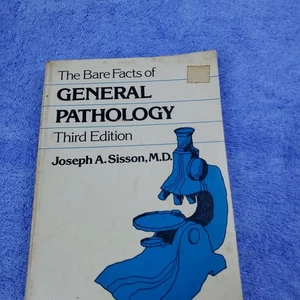 The Bare Facts of
GENERAL
PATHOLOGY
Third Edition
Joseph A. Sisson, M.D.